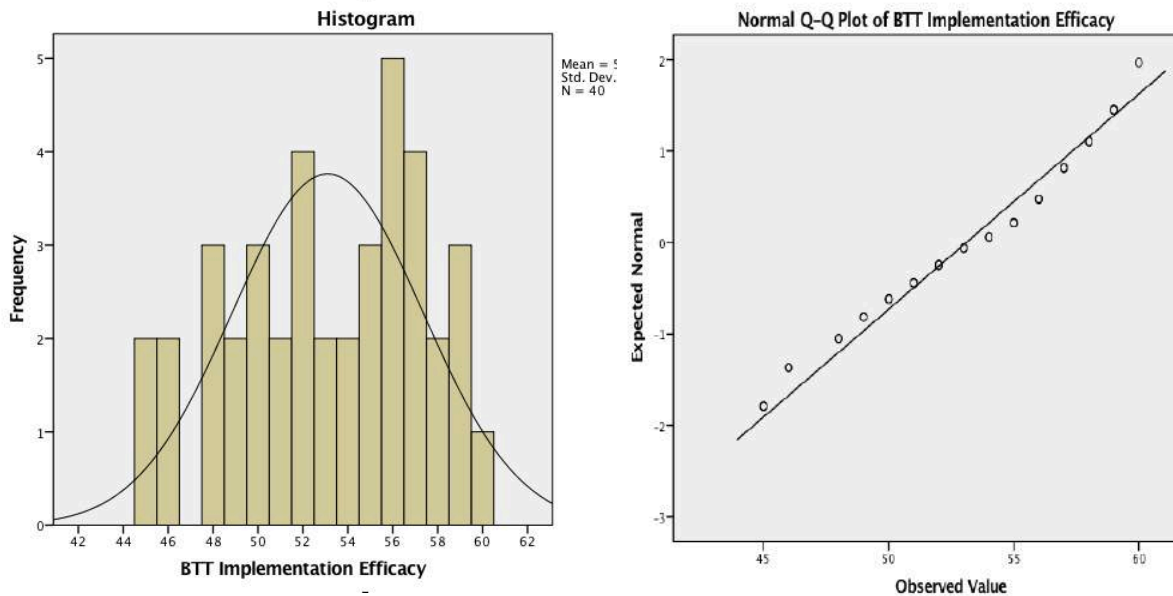 Histogram
5
4
3
2
1
0
Frequency
42 44 46 48 50 52 54 56 58 60 62
BTT Implementation Efficacy
Mean =
Std. Dev.
N = 40
Normal Q-Q Plot of BTT Implementation Efficacy
2
1
0
-1
-2
-3
Expected Normal
45 50 55 60
Observed Value